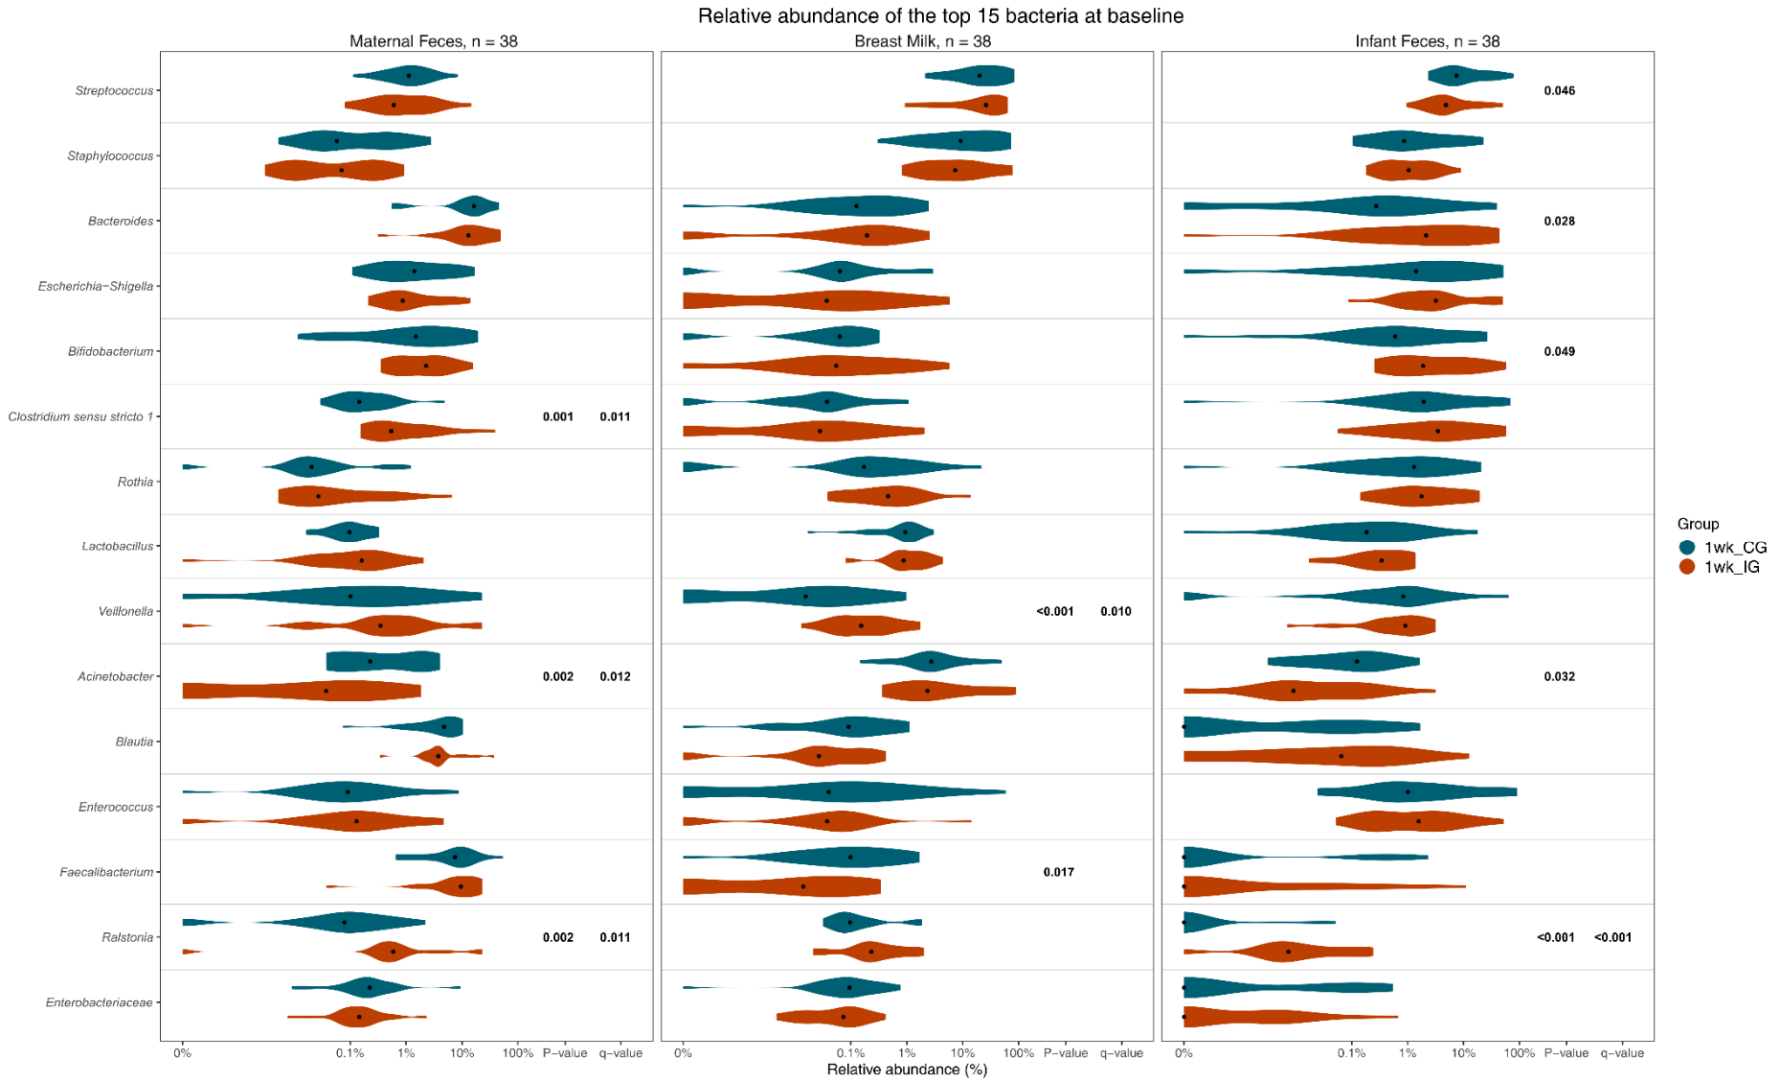 Relative abundance of the top 15 bacteria at baseline
Maternal Feces, n = 38
Breast Milk, n = 38
Infant Feces, n = 38
Streptococcus
0.046
Staphylococcus
Bacteroides
0.028
Escherichia−Shigella
Bifidobacterium
0.049
Clostridium sensu stricto 1
0.001 0.011
Rothia
Lactobacillus
Veillonella
<0.001 0.010
Acinetobacter
0.002 0.012
0.032
Blautia
Enterococcus
Faecalibacterium
0.017
Ralstonia
0.002 0.011
<0.001 <0.001
Enterobacteriaceae
0% 0.1% 1% 10% 100% P−value q−value
0% 0.1% 1% 10% 100% P−value q−value
0% 0.1% 1% 10% 100% P−value q−value
Relative abundance (%)
Group
1wk_CG
1wk_IG